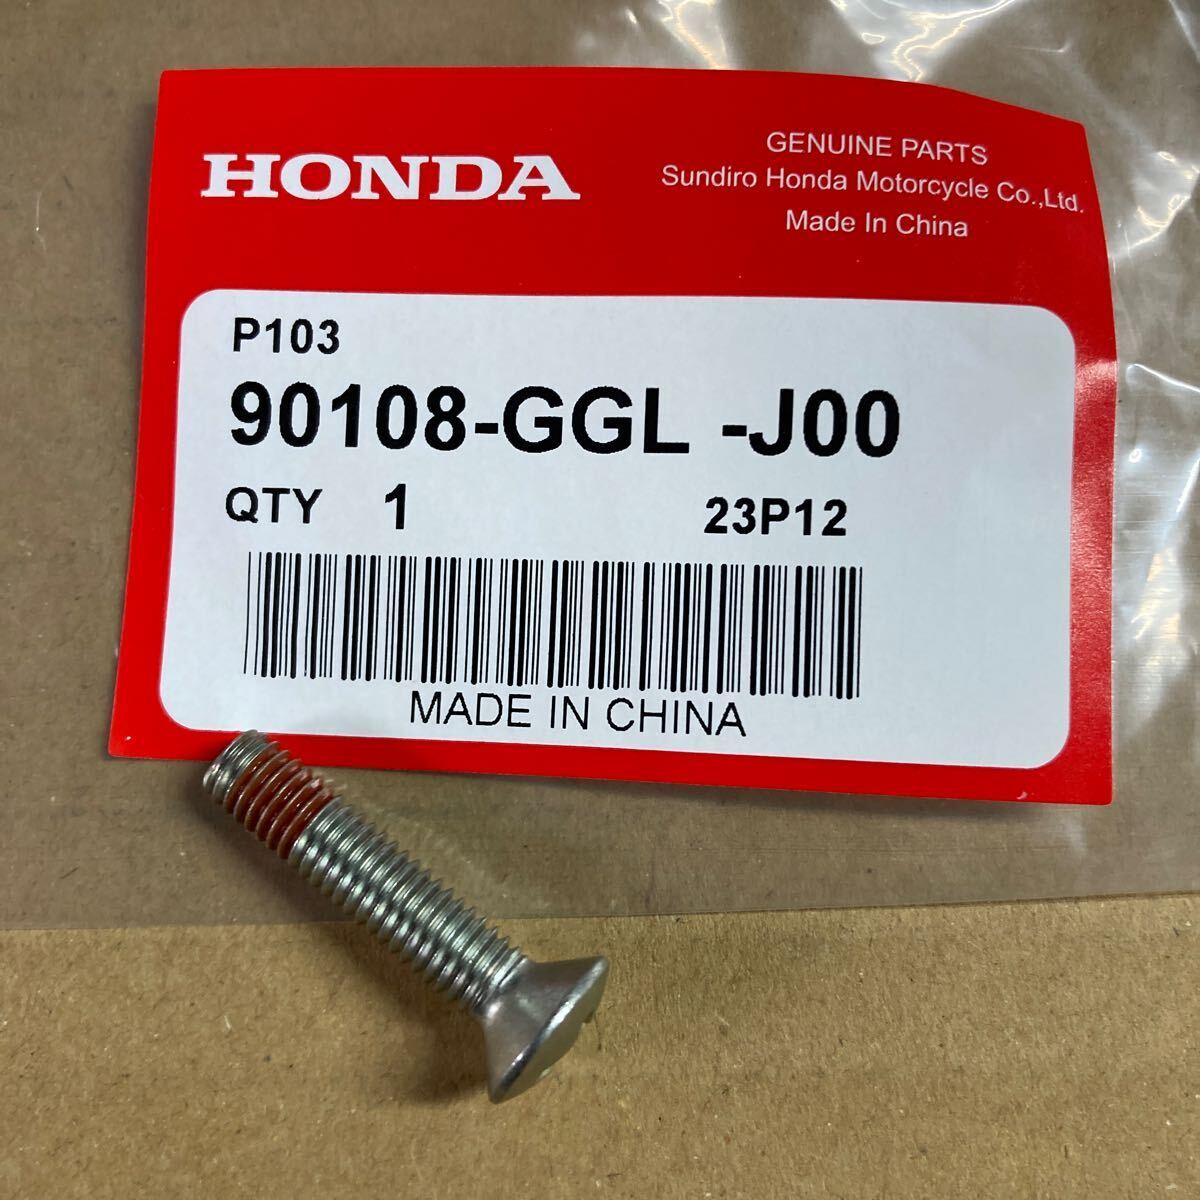 HONDA
GENUINE PARTS
Sundiro Honda Motorcycle Co.,Ltd.
Made In China
P103
90108-GGL -J00
QTY 1 23P12
MADE IN CHINA